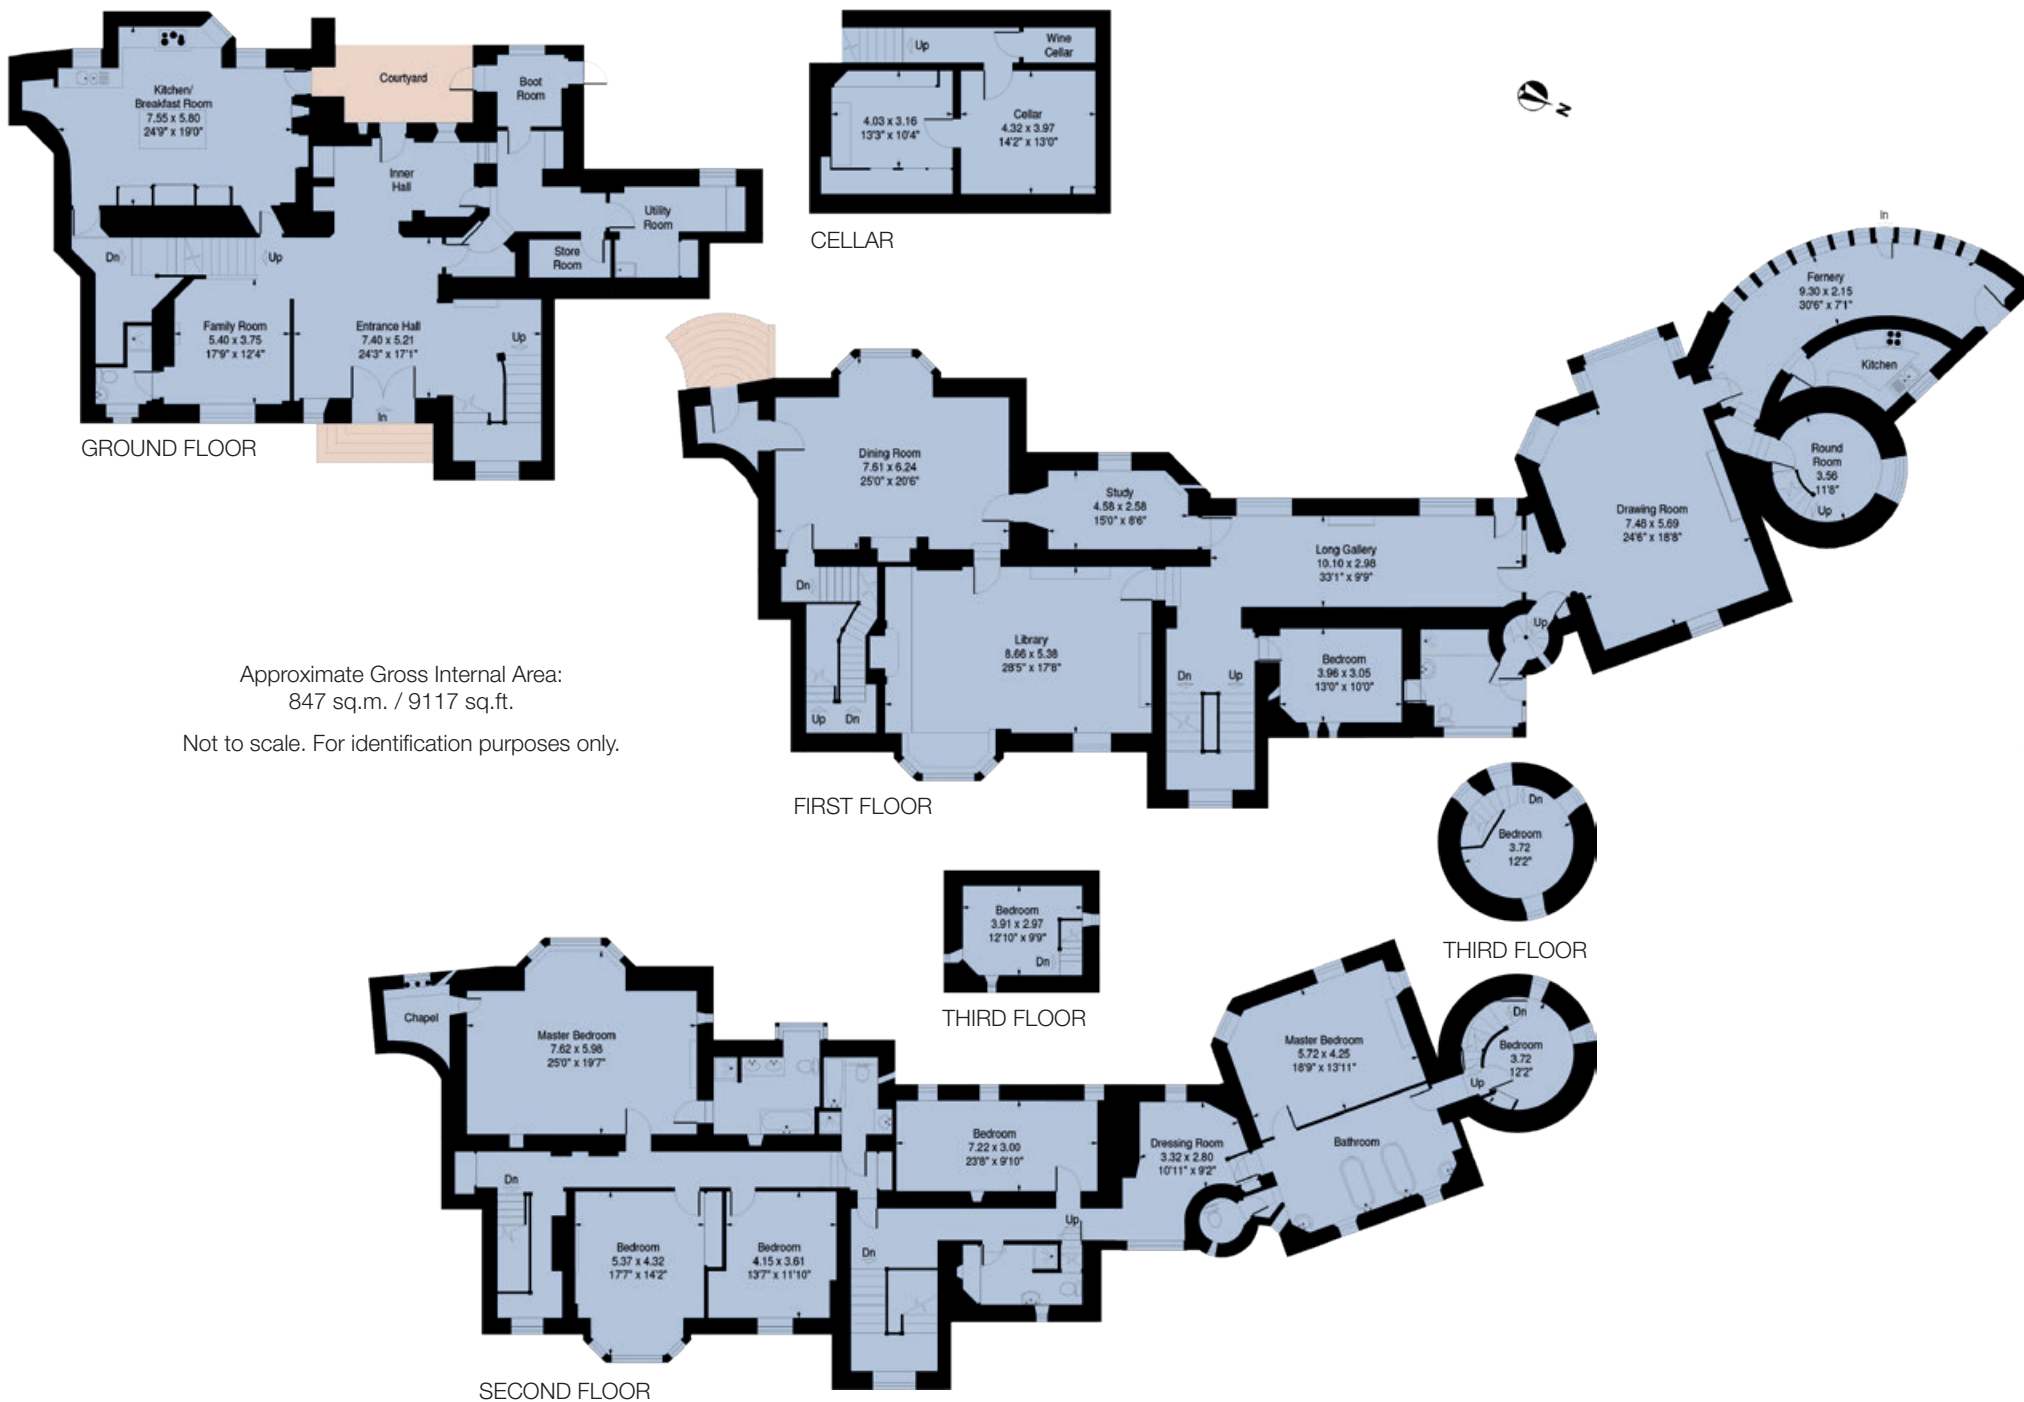 Kitchen/
Breakfast Room
7.55 x 5.80
24'9" x 19'0"
Courtyard
Boot
Room
Inner
Hall
Utility
Room
Store
Room
Dn
Up
Family Room
5.40 x 3.75
17'9" x 12'4"
Entrance Hall
7.40 x 5.21
24'3" x 17'1"
Up
In
GROUND FLOOR
Up
Wine
Cellar
4.03 x 3.16
13'3" x 10'4"
Cellar
4.32 x 3.97
14'2" x 13'0"
CELLAR
N
In
Fernery
9.30 x 2.15
30'6" x 7'1"
Kitchen
Round
Room
3.56
11'8"
Up
Drawing Room
7.48 x 5.69
24'6" x 18'8"
Dining Room
7.61 x 6.24
25'0" x 20'6"
Study
4.58 x 2.58
15'0" x 8'6"
Long Gallery
10.10 x 2.98
33'1" x 9'9"
Dn
Library
8.66 x 5.38
28'5" x 17'8"
Up
Dn
Dn
Up
Bedroom
3.96 x 3.05
13'0" x 10'0"
Up
FIRST FLOOR
Approximate Gross Internal Area:
847 sq.m. / 9117 sq.ft.
Not to scale. For identification purposes only.
Dn
Bedroom
3.72
12'2"
THIRD FLOOR
Bedroom
3.91 x 2.97
12'10" x 9'9"
Dn
THIRD FLOOR
Chapel
Master Bedroom
7.62 x 5.98
25'0" x 19'7"
Master Bedroom
5.72 x 4.25
18'9" x 13'11"
Dn
Bedroom
3.72
12'2"
Up
Bedroom
7.22 x 3.00
23'8" x 9'10"
Dressing Room
3.32 x 2.80
10'11" x 9'2"
Bathroom
Dn
Bedroom
5.37 x 4.32
17'7" x 14'2"
Bedroom
4.15 x 3.61
13'7" x 11'10"
Dn
Up
SECOND FLOOR